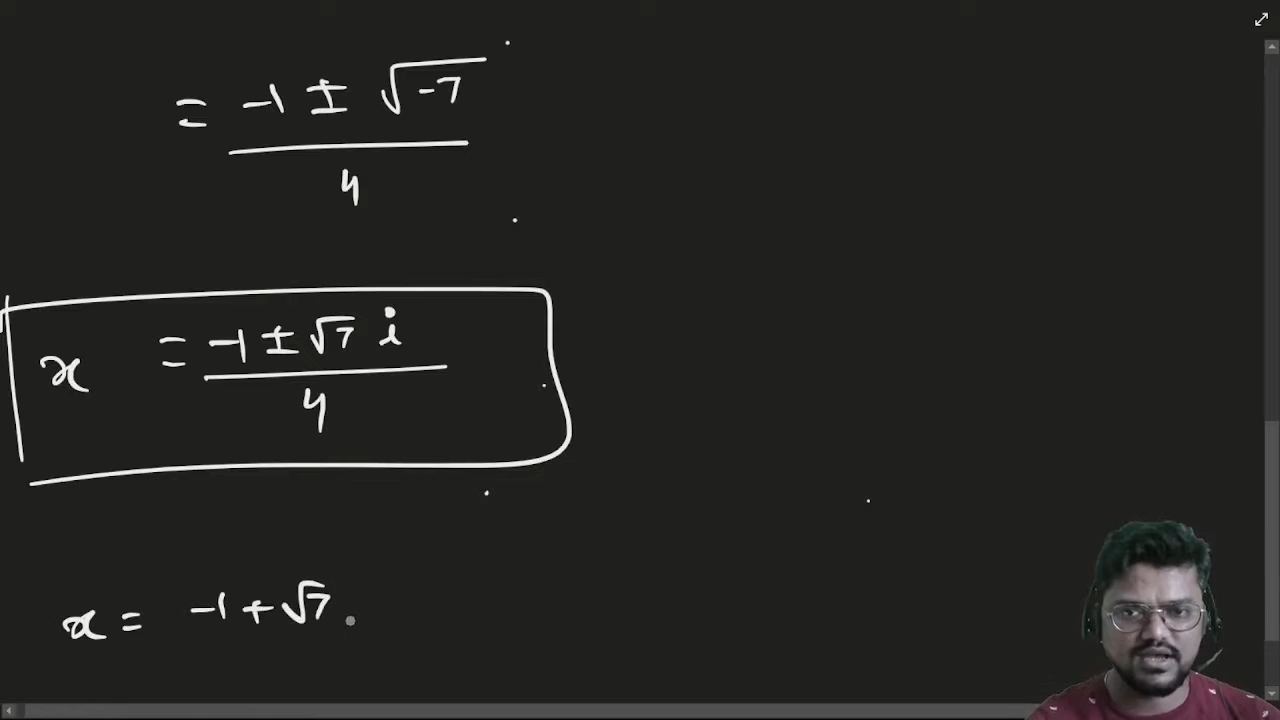 = (-1 ± √-7) / 4
x = (-1 ± √7 i) / 4
x = -1 + √7